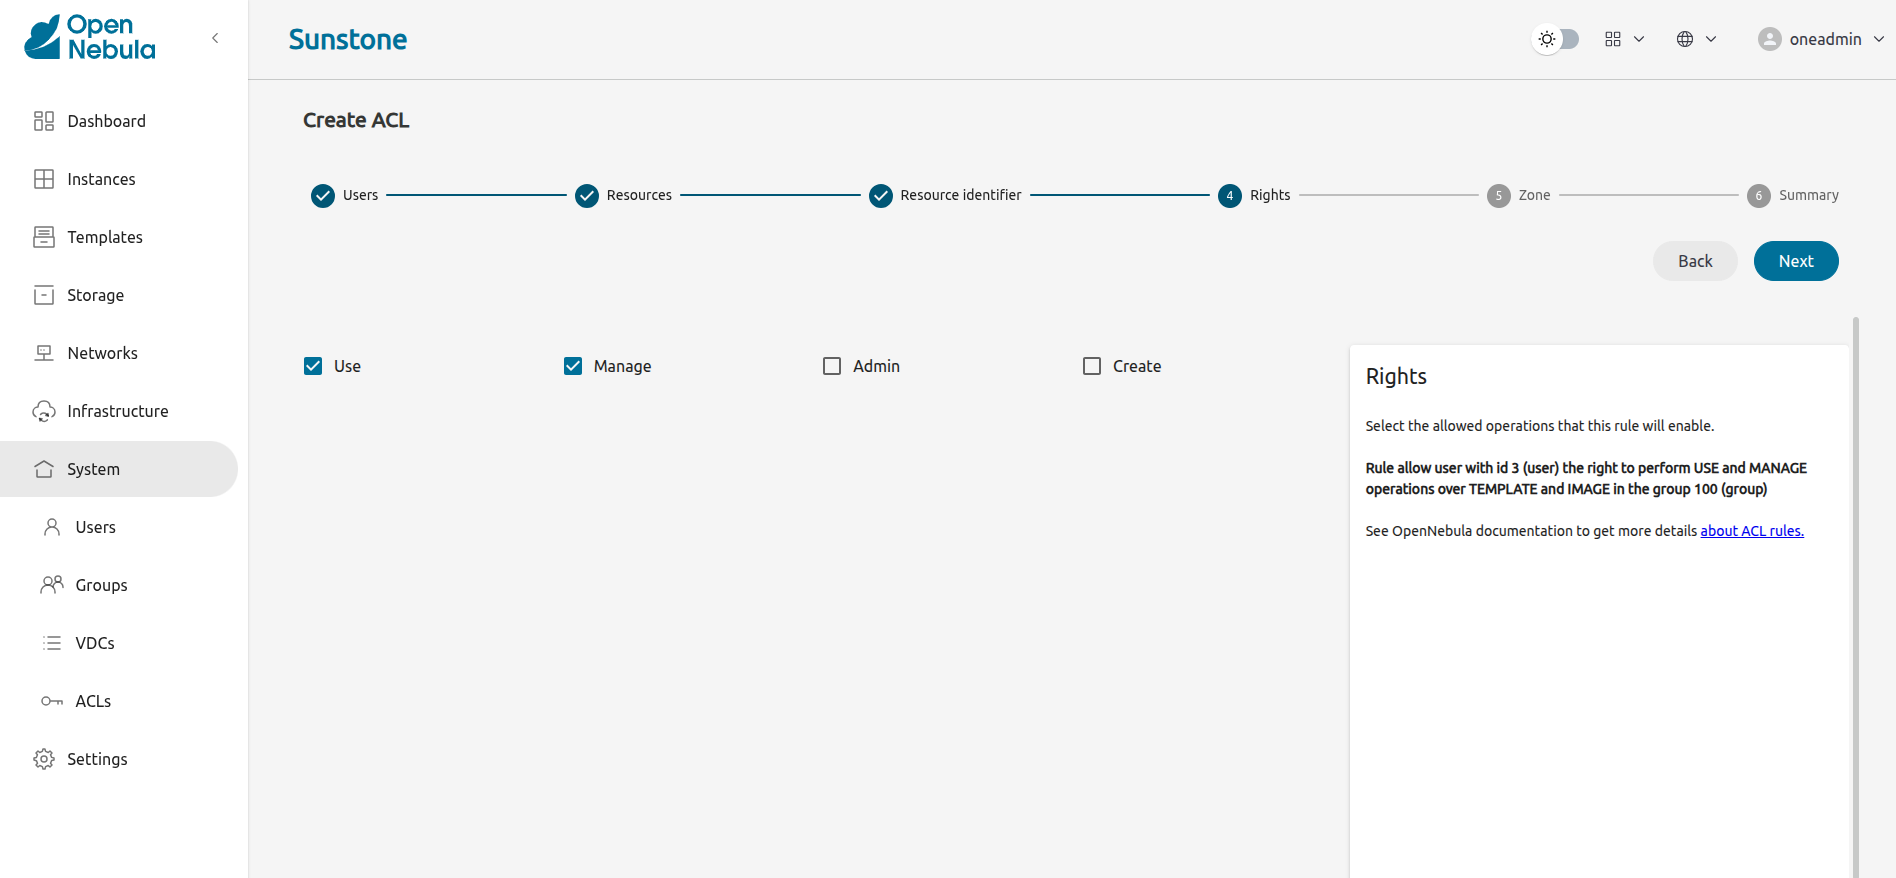 Open
Nebula
Sunstone
oneadmin
Dashboard
Instances
Templates
Storage
Networks
Infrastructure
System
Users
Groups
VDCs
ACLs
Settings
Create ACL
Users
Resources
Resource identifier
4 Rights
5 Zone
6 Summary
Back
Next
Use
Manage
Admin
Create
Rights
Select the allowed operations that this rule will enable.
Rule allow user with id 3 (user) the right to perform USE and MANAGE
operations over TEMPLATE and IMAGE in the group 100 (group)
See OpenNebula documentation to get more details about ACL rules.